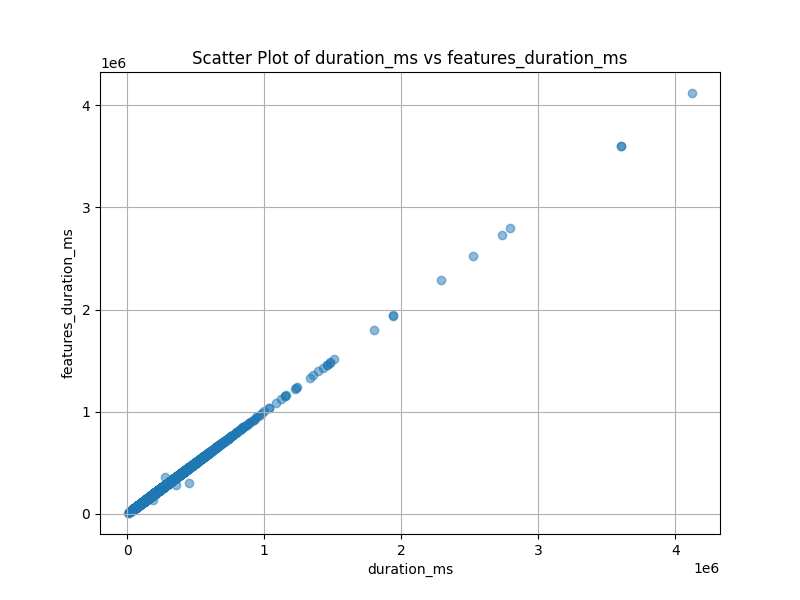 Scatter Plot of duration_ms vs features_duration_ms
1e6
4
3
2
1
0
features_duration_ms
0 1 2 3 4
1e6
duration_ms